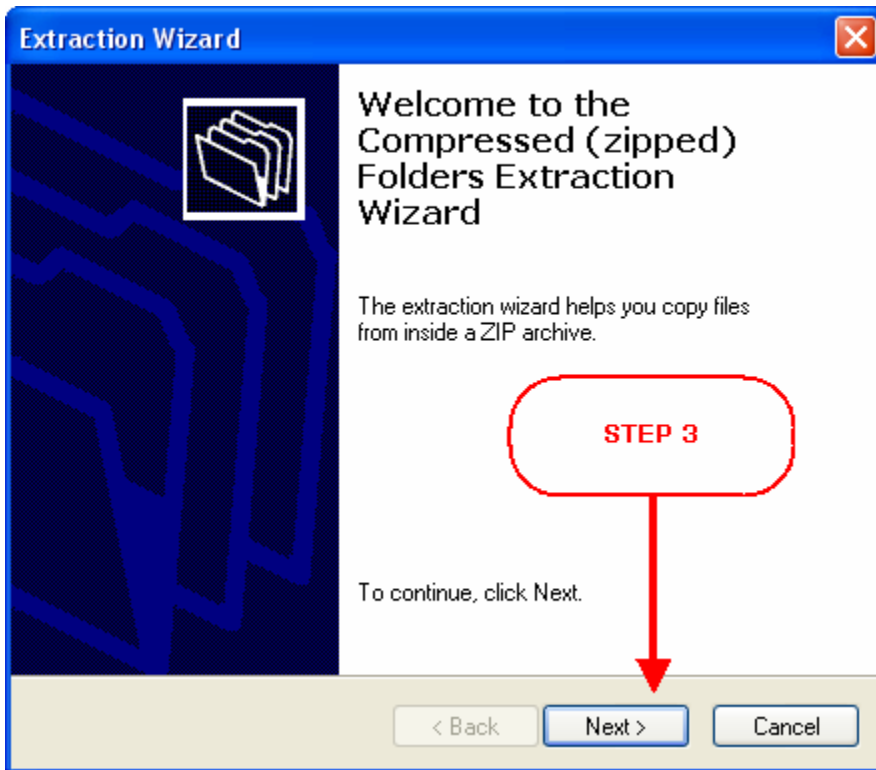 Extraction Wizard
Welcome to the
Compressed (zipped)
Folders Extraction
Wizard
The extraction wizard helps you copy files
from inside a ZIP archive.
STEP 3
To continue, click Next.
< Back
Next >
Cancel